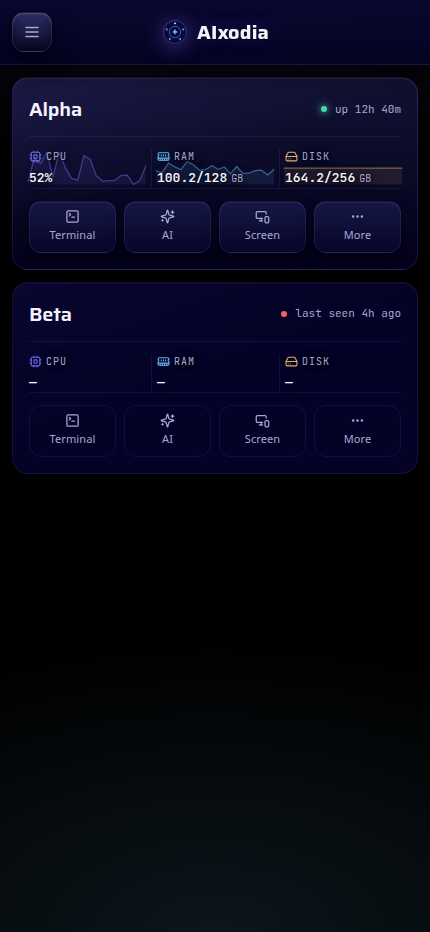 AIxodia
Alpha
up 12h 40m
CPU
RAM
DISK
52%
100.2/128 GB
164.2/256 GB
Terminal
AI
Screen
More
Beta
last seen 4h ago
CPU
RAM
DISK
—
—
—
Terminal
AI
Screen
More